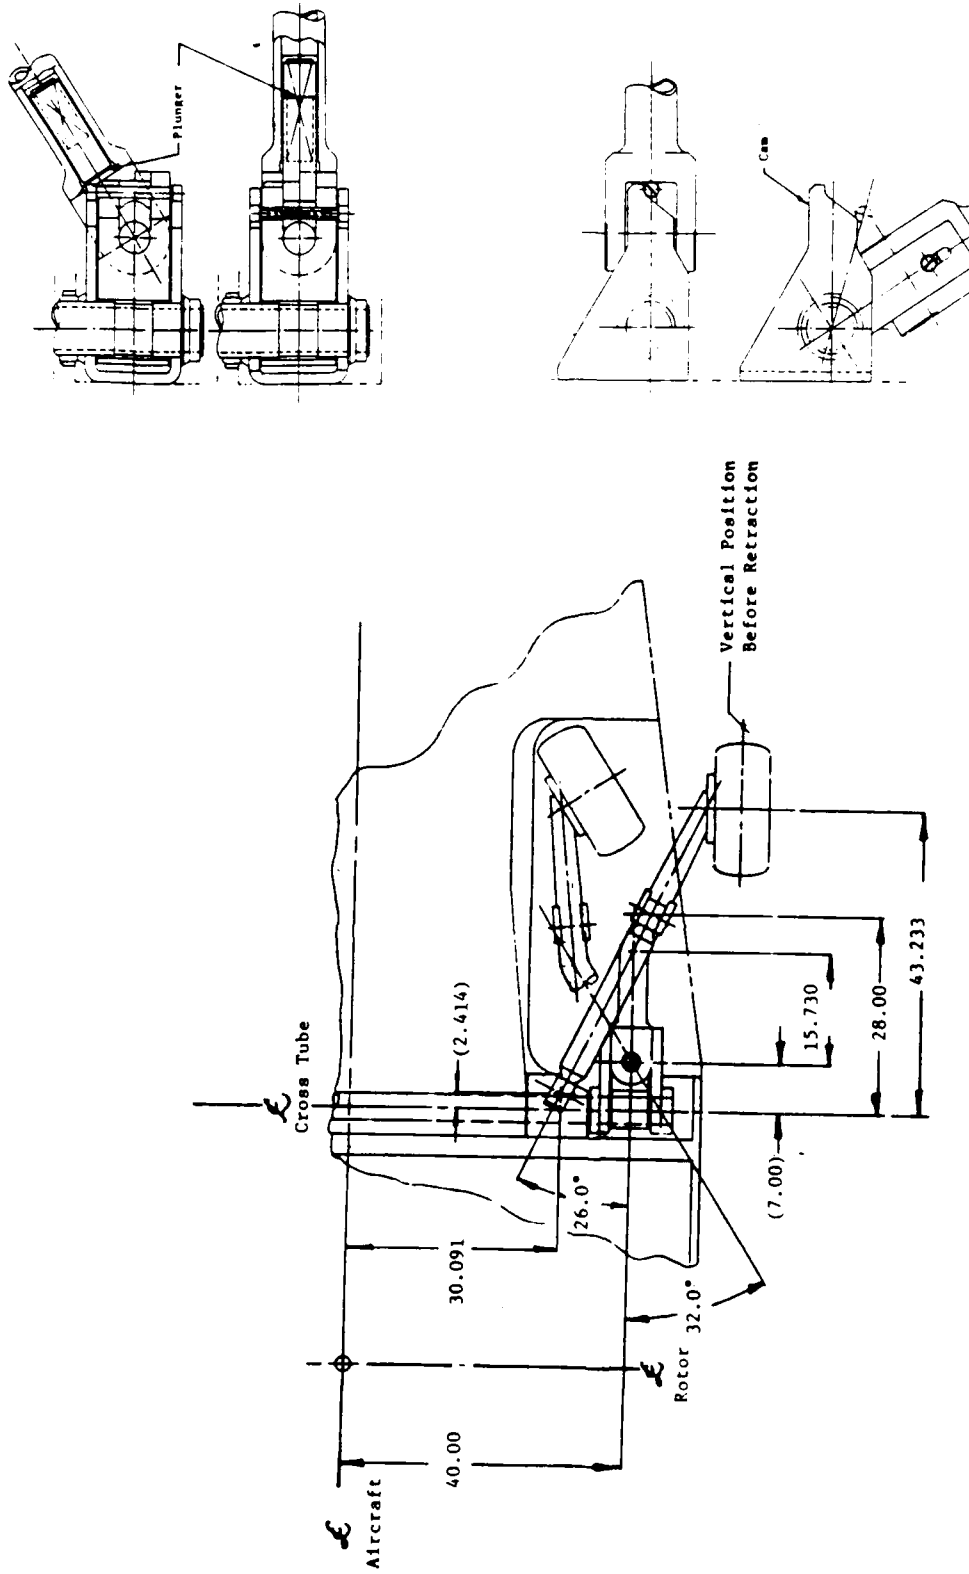 Plunger
Cam
Vertical Position
Before Retraction
℄
Cross Tube
(2.414)
15.730
28.00
43.233
(7.00)
26.0°
30.091
32.0°
℄
Rotor
40.00
℄
Aircraft